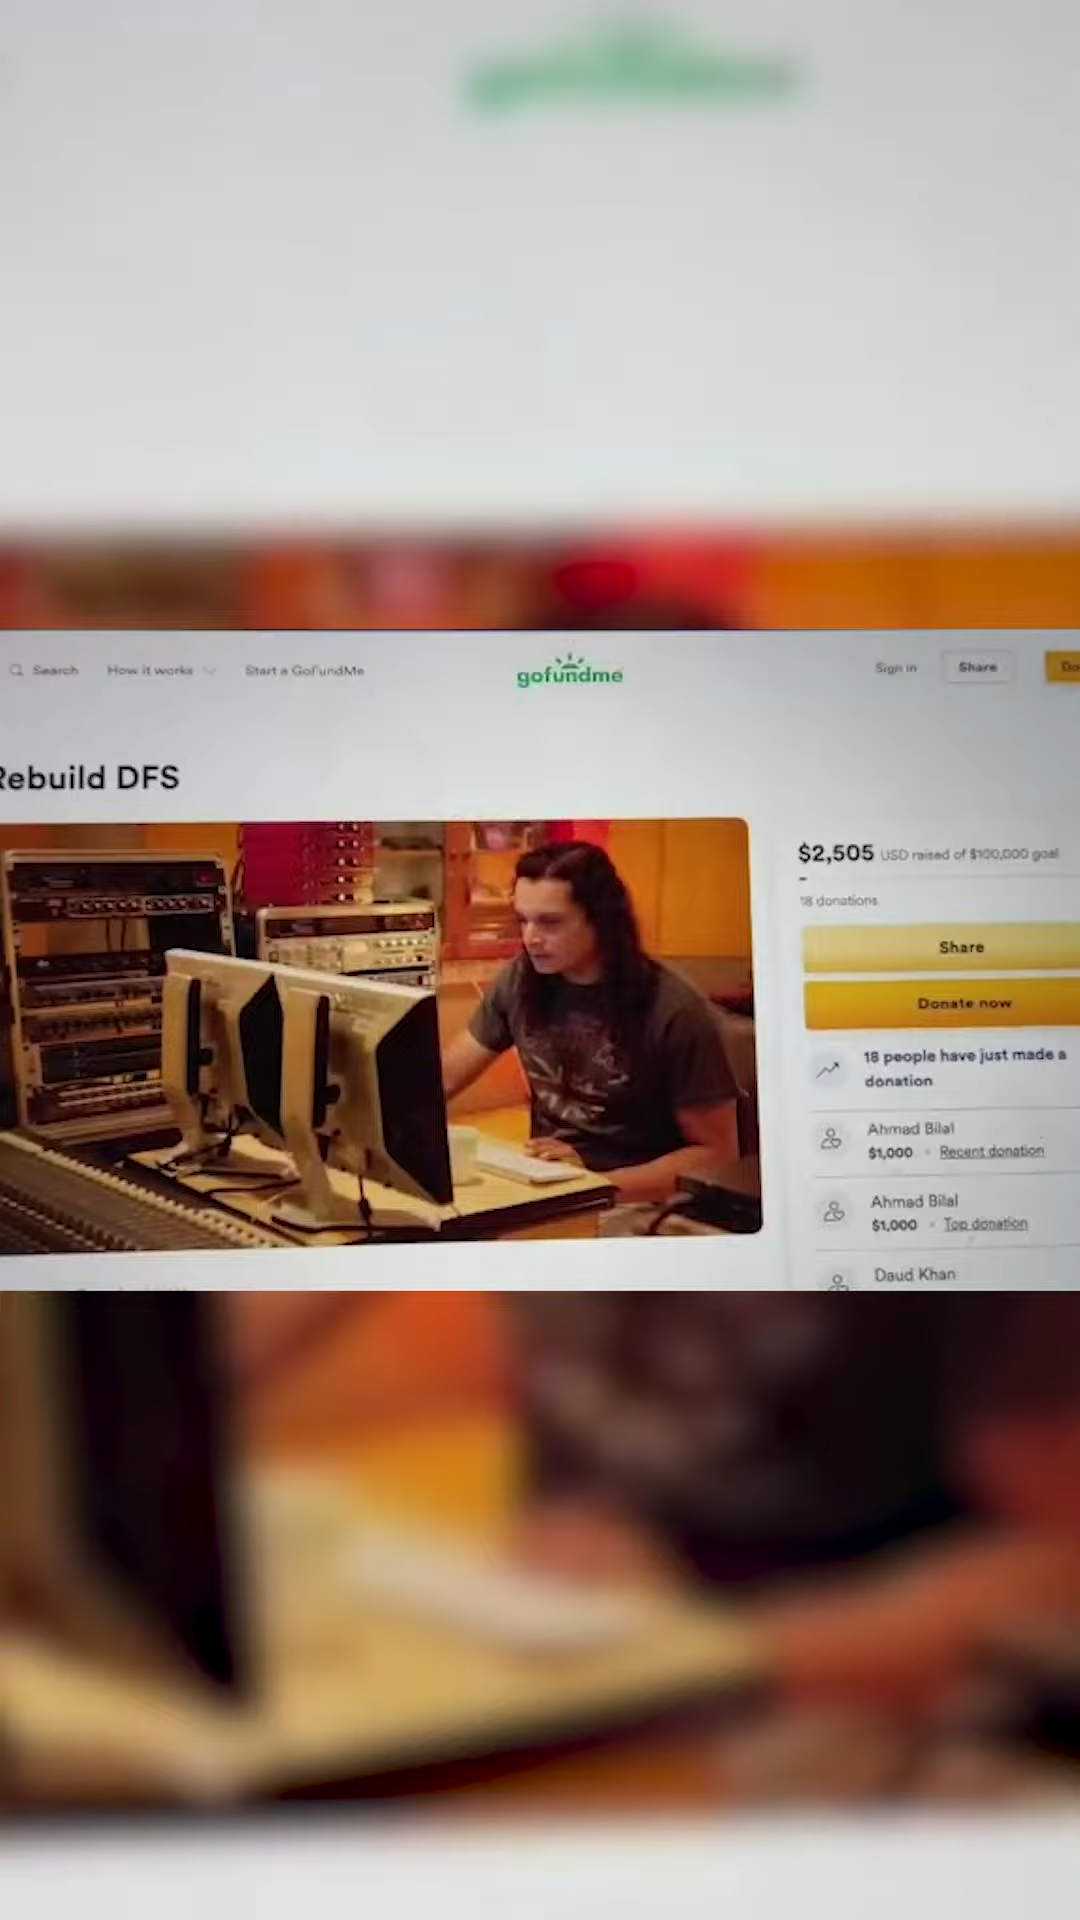 gofundme
Search How it works Start a GoFundMe gofundme Sign in Share Do
Rebuild DFS
$2,505 USD raised of $100,000 goal
18 donations
Share
Donate now
18 people have just made a
donation
Ahmad Bilal
$1,000 • Recent donation
Ahmad Bilal
$1,000 • Top donation
Daud Khan